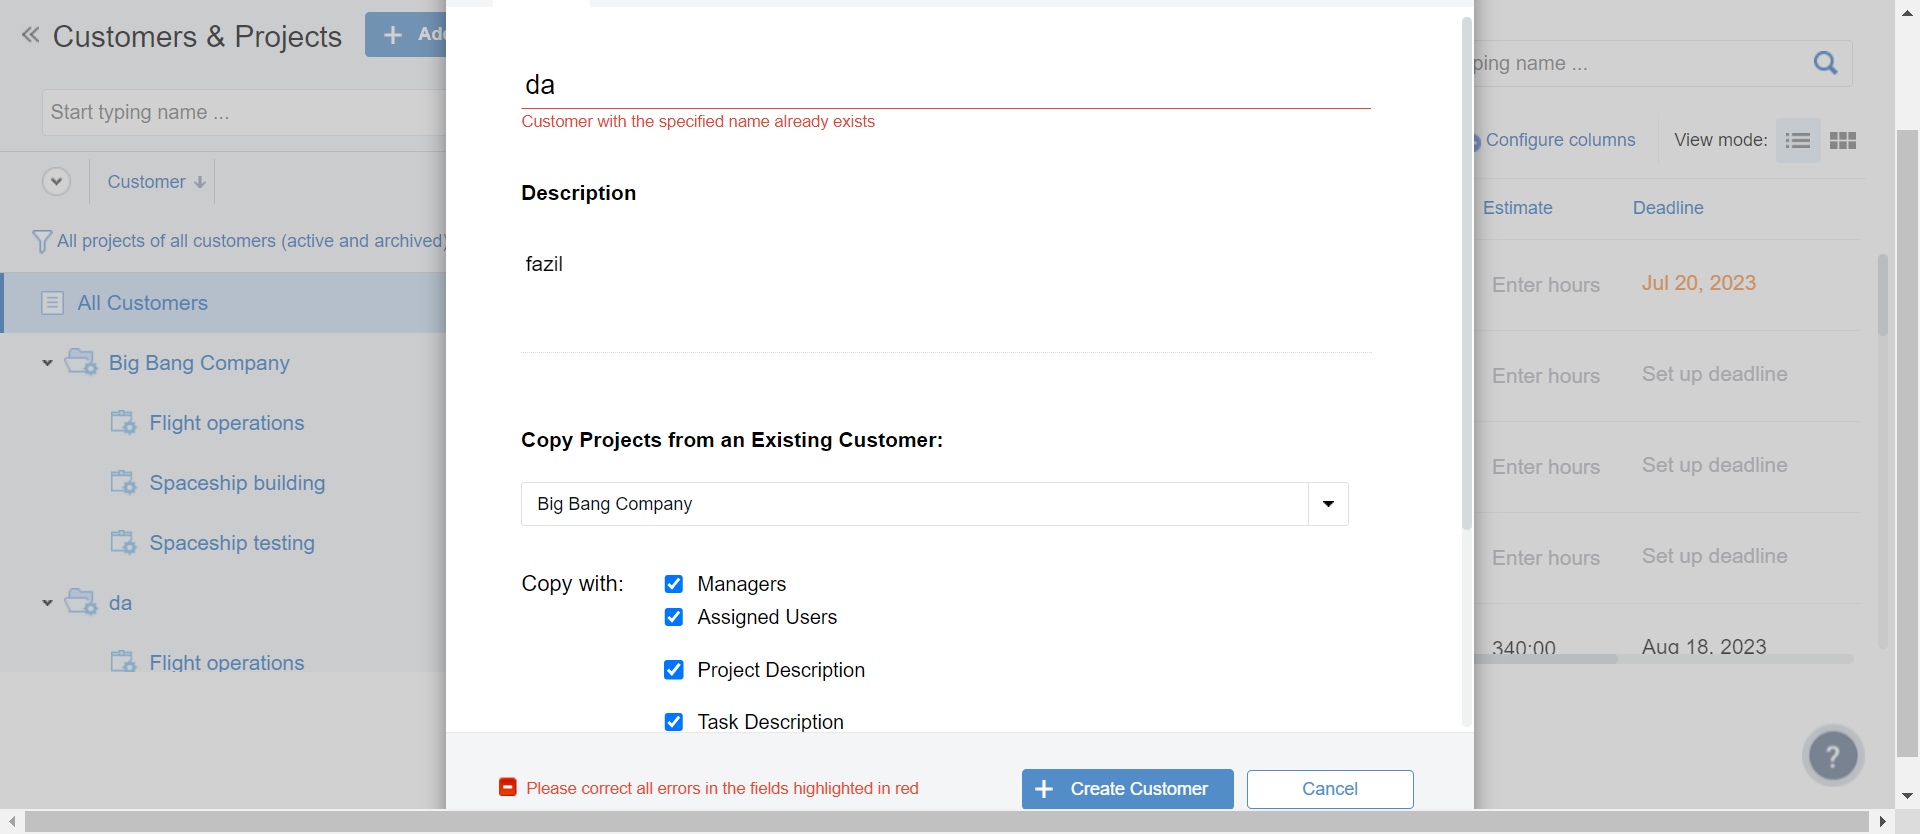 Customers & Projects
Start typing name ...
Customer
All projects of all customers (active and archived)
All Customers
Big Bang Company
Flight operations
Spaceship building
Spaceship testing
da
Flight operations
da
Customer with the specified name already exists
Description
fazil
Copy Projects from an Existing Customer:
Big Bang Company
Copy with:
Managers
Assigned Users
Project Description
Task Description
Please correct all errors in the fields highlighted in red
+ Create Customer
Cancel
name ...
Configure columns
View mode:
Estimate
Deadline
Enter hours
Jul 20, 2023
Enter hours
Set up deadline
Enter hours
Set up deadline
Enter hours
Set up deadline
340:00
Aug 18, 2023
?